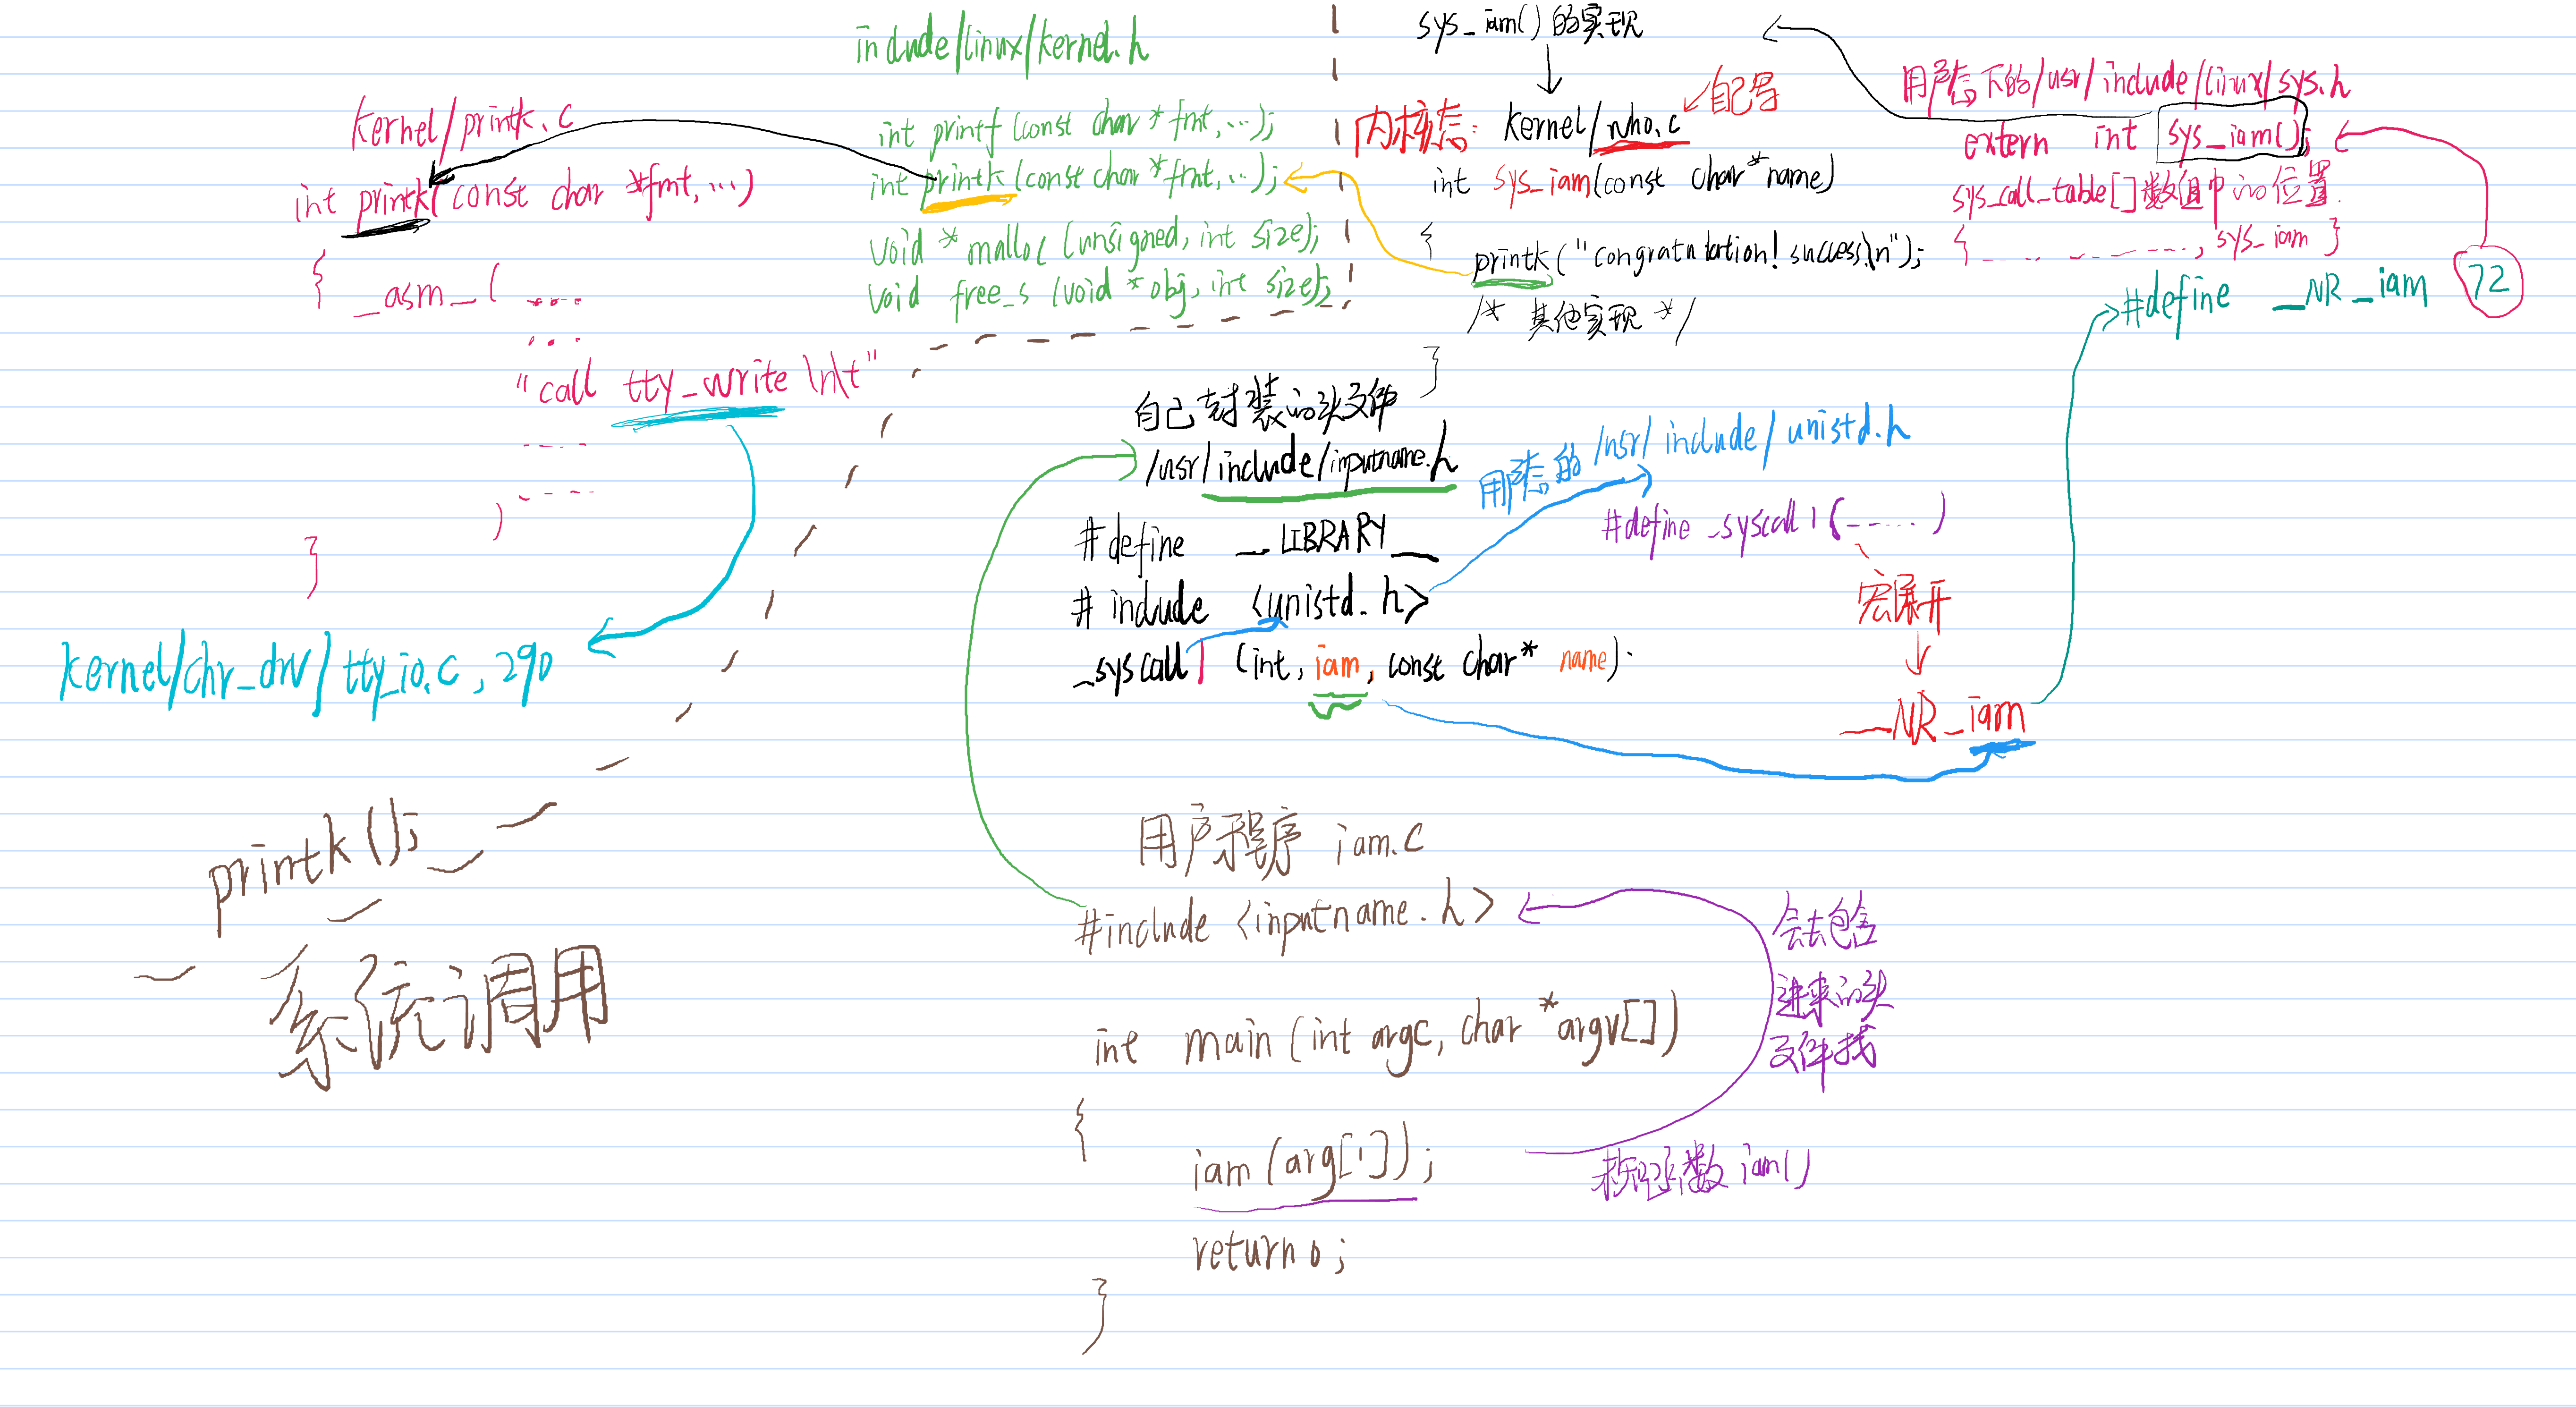 include/linux/kernel.h
int printf (const char * fmt, ...);
int printk (const char * fmt, ...);
void * malloc (unsigned, int size);
void free_s (void * obj, int size);
kernel/printk.c
int printk (const char *fmt, ...)
{
_asm_ ( ....
...
"call tty_write \n\t"
....
....
)
}
kernel/chr_drv/tty_io.c, 290
printk();
系统调用
sys_iam() 的实现
内核态: kernel/who.c
自己写
int sys_iam(const char*name)
{
printk("congratulation! success\n");
/* 其他实现 */
}
用户态下的/usr/include/linux/sys.h
extern int sys_iam();
sys_call_table[]数组中的位置.
{ ........., sys_iam }
#define __NR_iam 72
自己封装的头文件
/usr/include/inputname.h
#define __LIBRARY__
#include <unistd.h>
_syscall1 (int, iam, const char* name).
用户态的/usr/include/unistd.h
#define _syscall1(......)
宏展开
__NR_iam
用户程序 iam.c
#include <inputname.h>
int main (int argc, char *argv[])
{
iam (arg[1]);
return 0;
}
会去包含
进来的头
文件找
未知函数 iam()